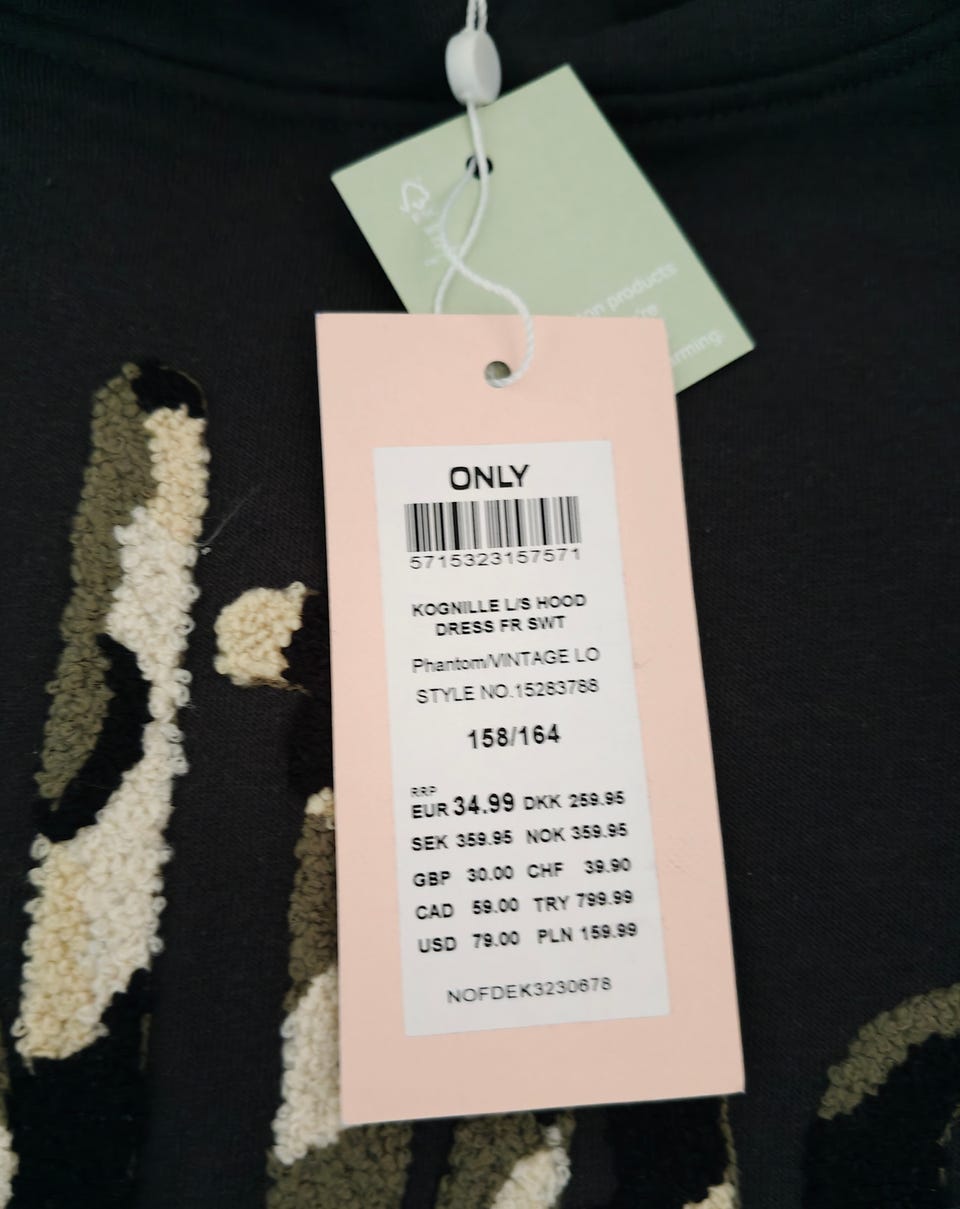 products
ONLY
5715323157571
KOGNILLE L/S HOOD
DRESS FR SWT
Phantom/VINTAGE LO
STYLE NO.15283788
158/164
RRP
EUR 34.99 DKK 259.95
SEK 359.95 NOK 359.95
GBP 30.00 CHF 39.90
CAD 59.00 TRY 799.99
USD 79.00 PLN 159.99
NOFDEK3230678